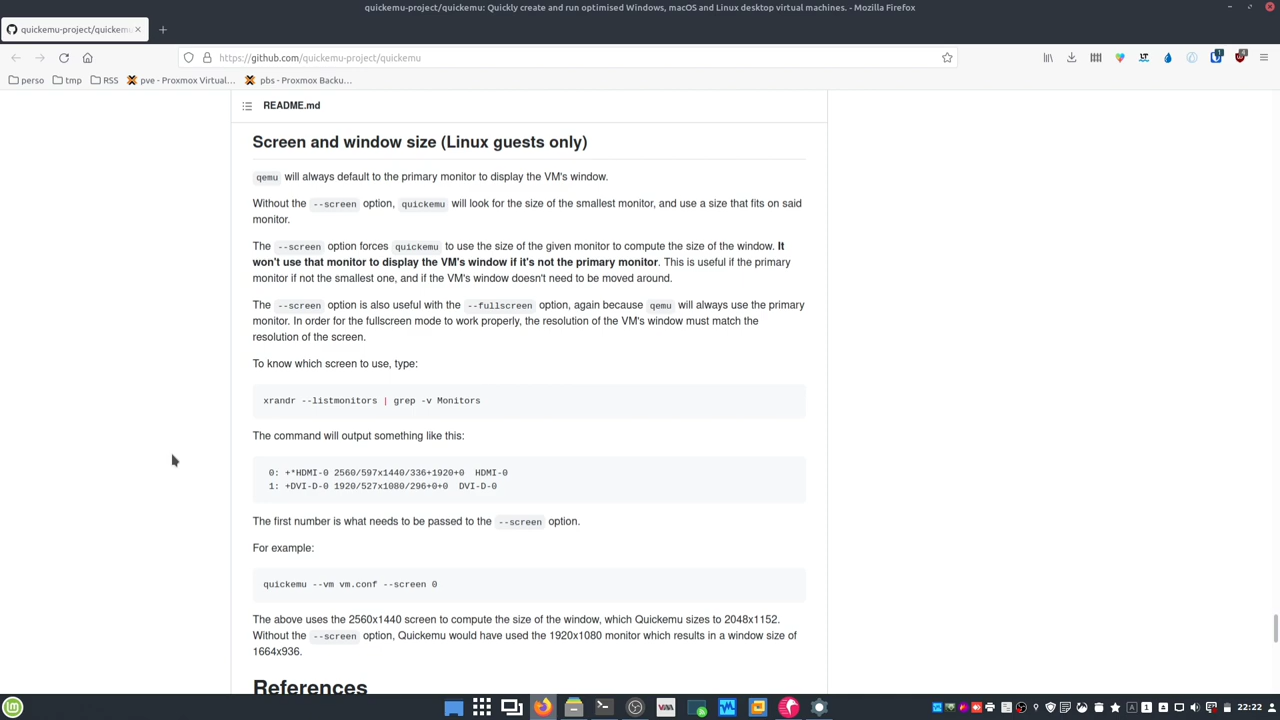 quickemu-project/quickemu: Quickly create and run optimised Windows, macOS and Linux desktop virtual machines. - Mozilla Firefox
quickemu-project/quickemu
https://github.com/quickemu-project/quickemu
perso tmp RSS pve - Proxmox Virtual... pbs - Proxmox Backu...
README.md
Screen and window size (Linux guests only)
qemu will always default to the primary monitor to display the VM's window.
Without the --screen option, quickemu will look for the size of the smallest monitor, and use a size that fits on said
monitor.
The --screen option forces quickemu to use the size of the given monitor to compute the size of the window. It
won't use that monitor to display the VM's window if it's not the primary monitor. This is useful if the primary
monitor if not the smallest one, and if the VM's window doesn't need to be moved around.
The --screen option is also useful with the --fullscreen option, again because qemu will always use the primary
monitor. In order for the fullscreen mode to work properly, the resolution of the VM's window must match the
resolution of the screen.
To know which screen to use, type:
xrandr --listmonitors | grep -v Monitors
The command will output something like this:
0: +*HDMI-0 2560/597x1440/336+1920+0  HDMI-0
1: +DVI-D-0 1920/527x1080/296+0+0  DVI-D-0
The first number is what needs to be passed to the --screen option.
For example:
quickemu --vm vm.conf --screen 0
The above uses the 2560x1440 screen to compute the size of the window, which Quickemu sizes to 2048x1152.
Without the --screen option, Quickemu would have used the 1920x1080 monitor which results in a window size of
1664x936.
References
22:22